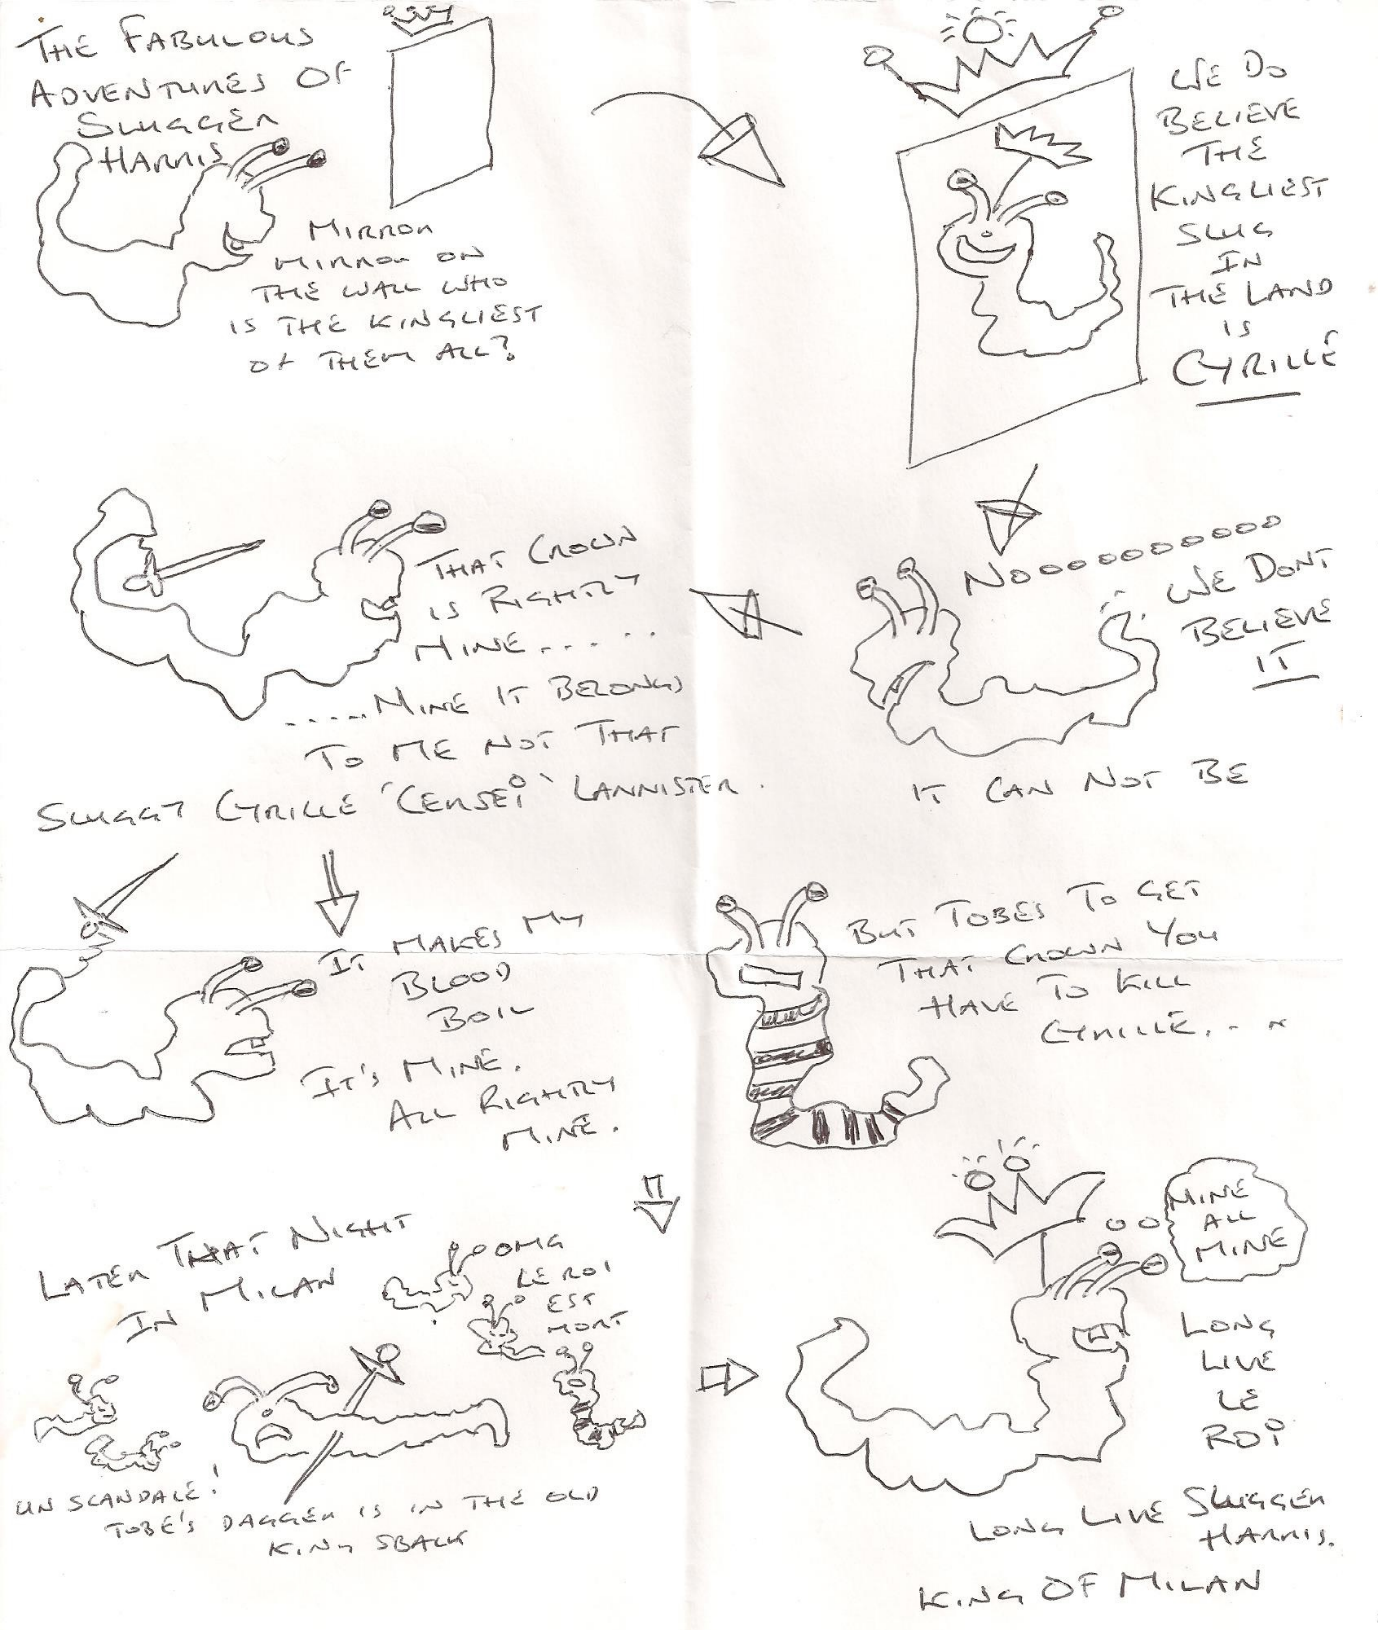 THE FABULOUS
ADVENTURES OF
SLUGGER
HARRIS
MIRROR
MIRROR ON
THE WALL WHO
IS THE KINGLIEST
OF THEM ALL?
WE DO
BELIEVE
THE
KINGLIEST
SLUG
IN
THE LAND
IS
CYRILLE
NOOOOOOOOOOO
WE DONT
BELIEVE
IT
IT CAN NOT BE
THAT CROWN
IS RIGHTLY
MINE.....
.....MINE IT BELONGS
TO ME NOT THAT
SLUGGY CYRILLE 'CERSEI' LANNISTER.
IT MAKES MY
BLOOD
BOIL
IT'S MINE.
ALL RIGHTLY
MINE.
BUT TOBES TO GET
THAT CROWN YOU
HAVE TO KILL
CYRILLE...
LATER THAT NIGHT
IN MILAN
OMG
LE ROI
EST
MORT
UN SCANDALE!
TOBE'S DAGGER IS IN THE OLD
KING SBACK
MINE
ALL
MINE
LONG
LIVE
LE
ROI
LONG LIVE SLUGGER
HARRIS.
KING OF MILAN